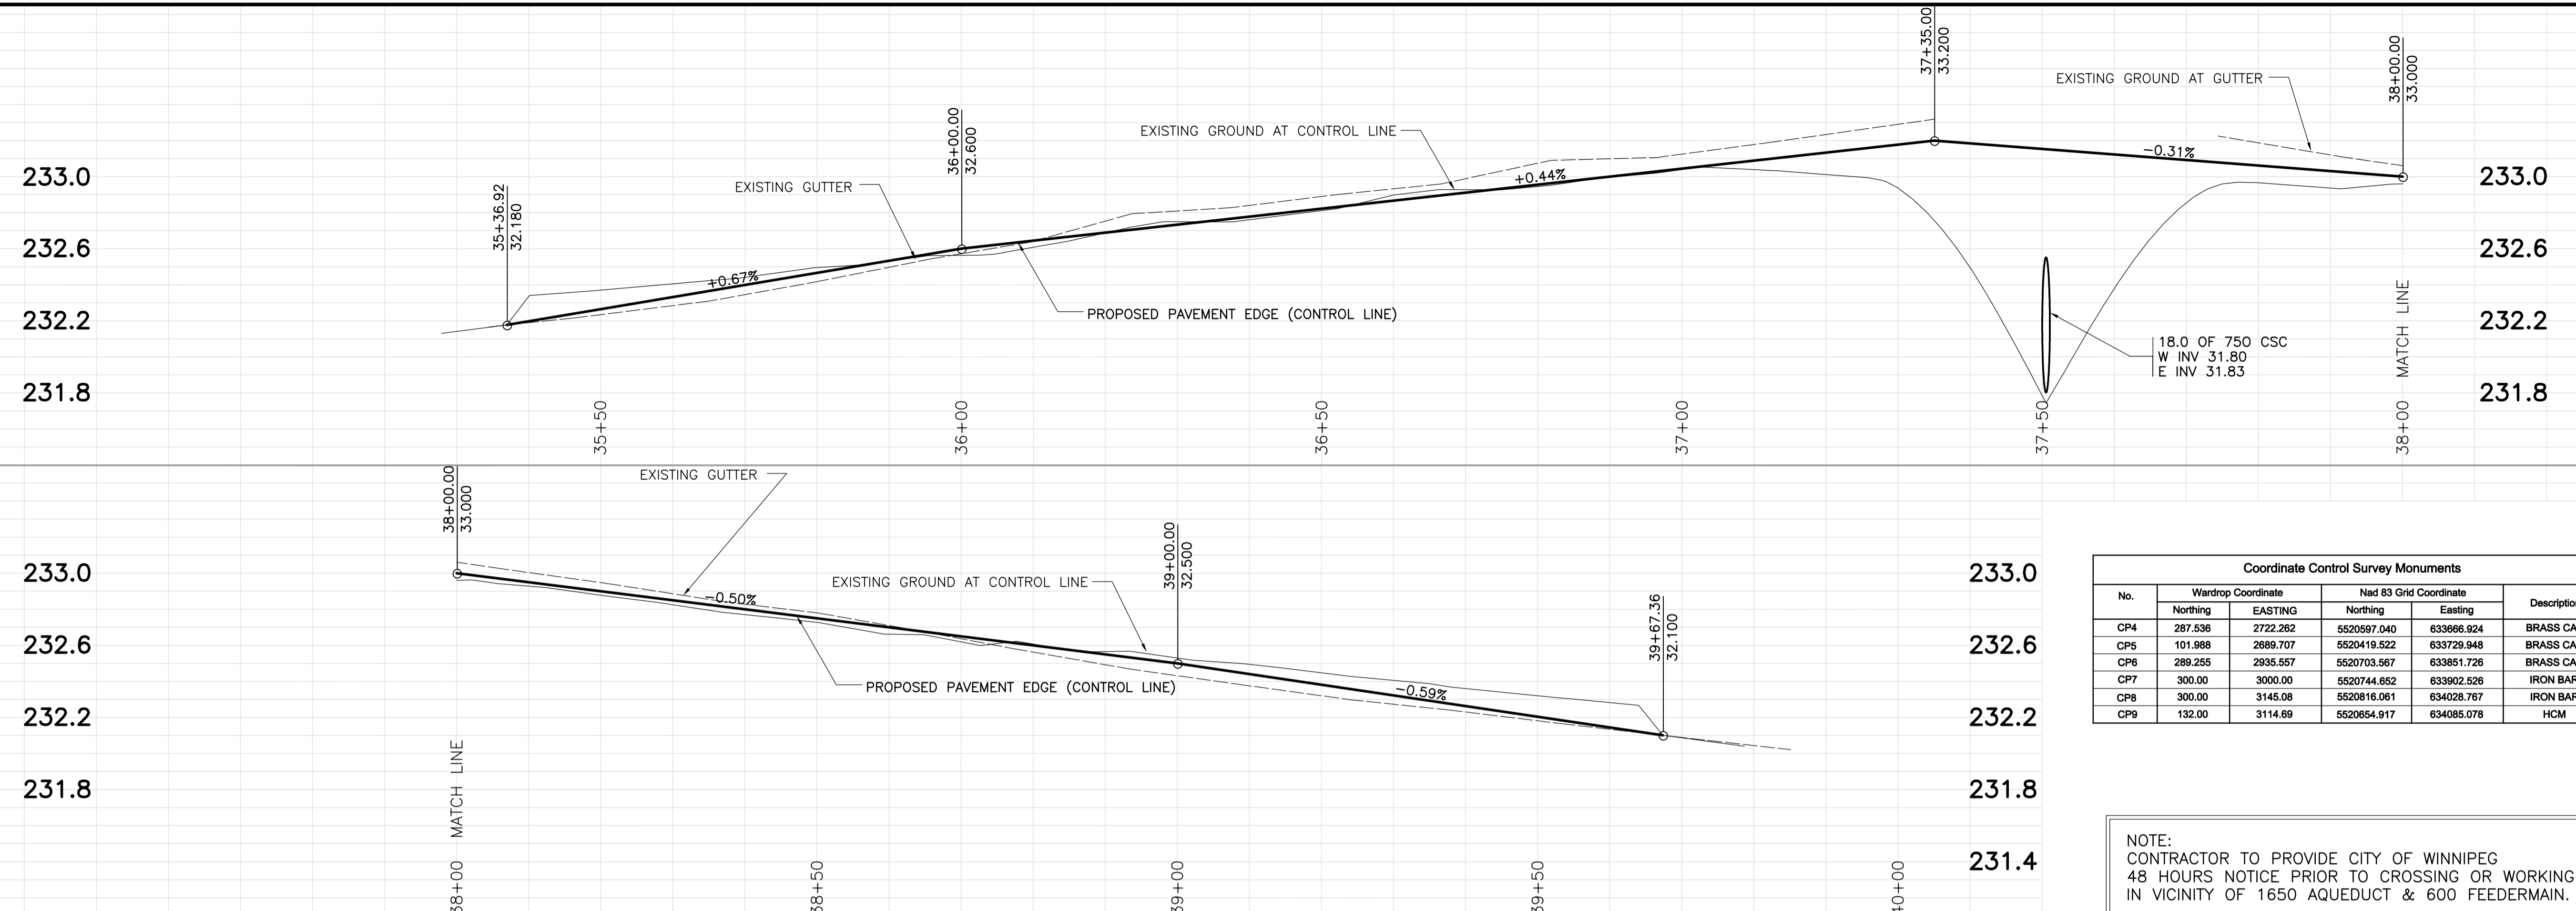 37+35.00
33.200
38+00.00
33.000
EXISTING GROUND AT GUTTER
36+00.00
32.600
EXISTING GROUND AT CONTROL LINE
-0.31%
233.0
233.0
EXISTING GUTTER
+0.44%
35+36.92
32.180
232.6
232.6
+0.67%
PROPOSED PAVEMENT EDGE (CONTROL LINE)
232.2
232.2
18.0 OF 750 CSC
W INV 31.80
E INV 31.83
231.8
231.8
35+50
36+00
36+50
37+00
37+50
38+00 MATCH LINE
38+00.00
33.000
EXISTING GUTTER
39+00.00
32.500
233.0
233.0
EXISTING GROUND AT CONTROL LINE
-0.50%
39+67.36
32.100
232.6
232.6
PROPOSED PAVEMENT EDGE (CONTROL LINE)
-0.59%
232.2
232.2
231.8
231.8
231.4
38+00 MATCH LINE
38+50
39+00
39+50
40+00
Coordinate Control Survey Monuments
No. Wardrop Coordinate Nad 83 Grid Coordinate
Northing EASTING Northing Easting
CP4 287.536 2722.262 5520597.040 633666.924 BRASS
CP5 101.988 2689.707 5520419.522 633729.948 BRASS
CP6 289.255 2935.557 5520703.567 633851.726 BRASS
CP7 300.00 3000.00 5520744.652 633902.526 IRON BAR
CP8 300.00 3145.08 5520816.061 634028.767 IRON BAR
CP9 132.00 3114.69 5520654.917 634085.078 HCM
NOTE:
CONTRACTOR TO PROVIDE CITY OF WINNIPEG
48 HOURS NOTICE PRIOR TO CROSSING OR WORKING
IN VICINITY OF 1650 AQUEDUCT & 600 FEEDERMAIN.